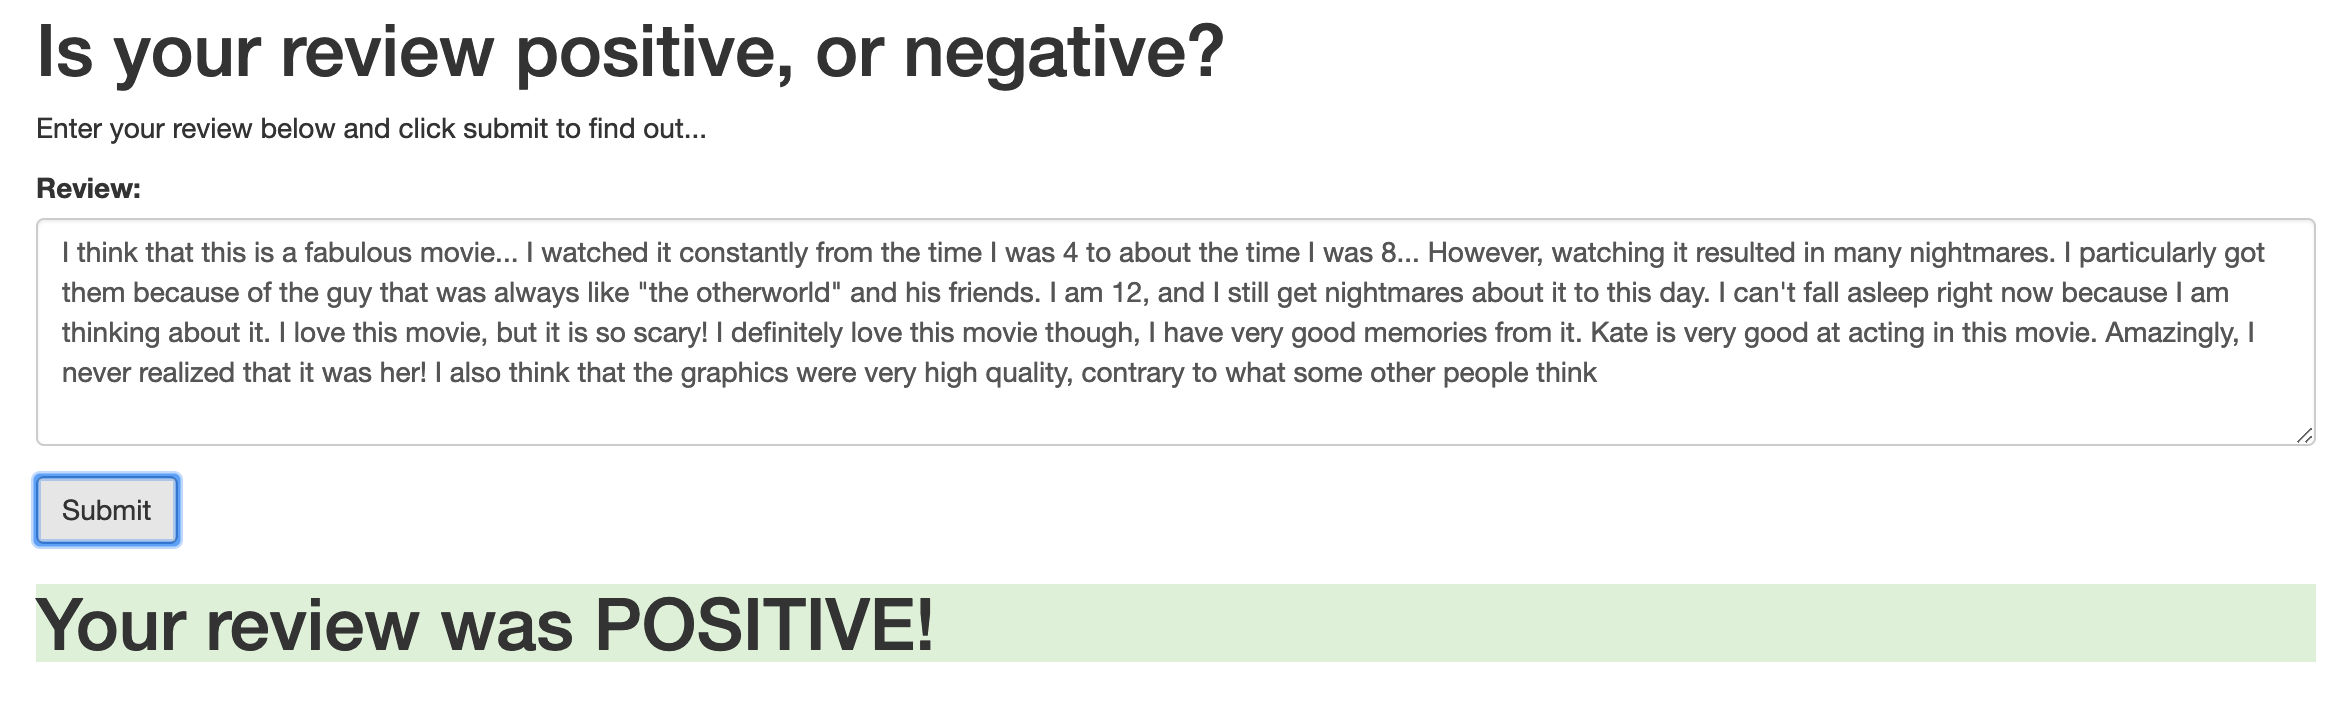 Is your review positive, or negative?
Enter your review below and click submit to find out...
Review:
I think that this is a fabulous movie... I watched it constantly from the time I was 4 to about the time I was 8... However, watching it resulted in many nightmares. I particularly got
them because of the guy that was always like "the otherworld" and his friends. I am 12, and I still get nightmares about it to this day. I can't fall asleep right now because I am
thinking about it. I love this movie, but it is so scary! I definitely love this movie though, I have very good memories from it. Kate is very good at acting in this movie. Amazingly, I
never realized that it was her! I also think that the graphics were very high quality, contrary to what some other people think
Submit
Your review was POSITIVE!